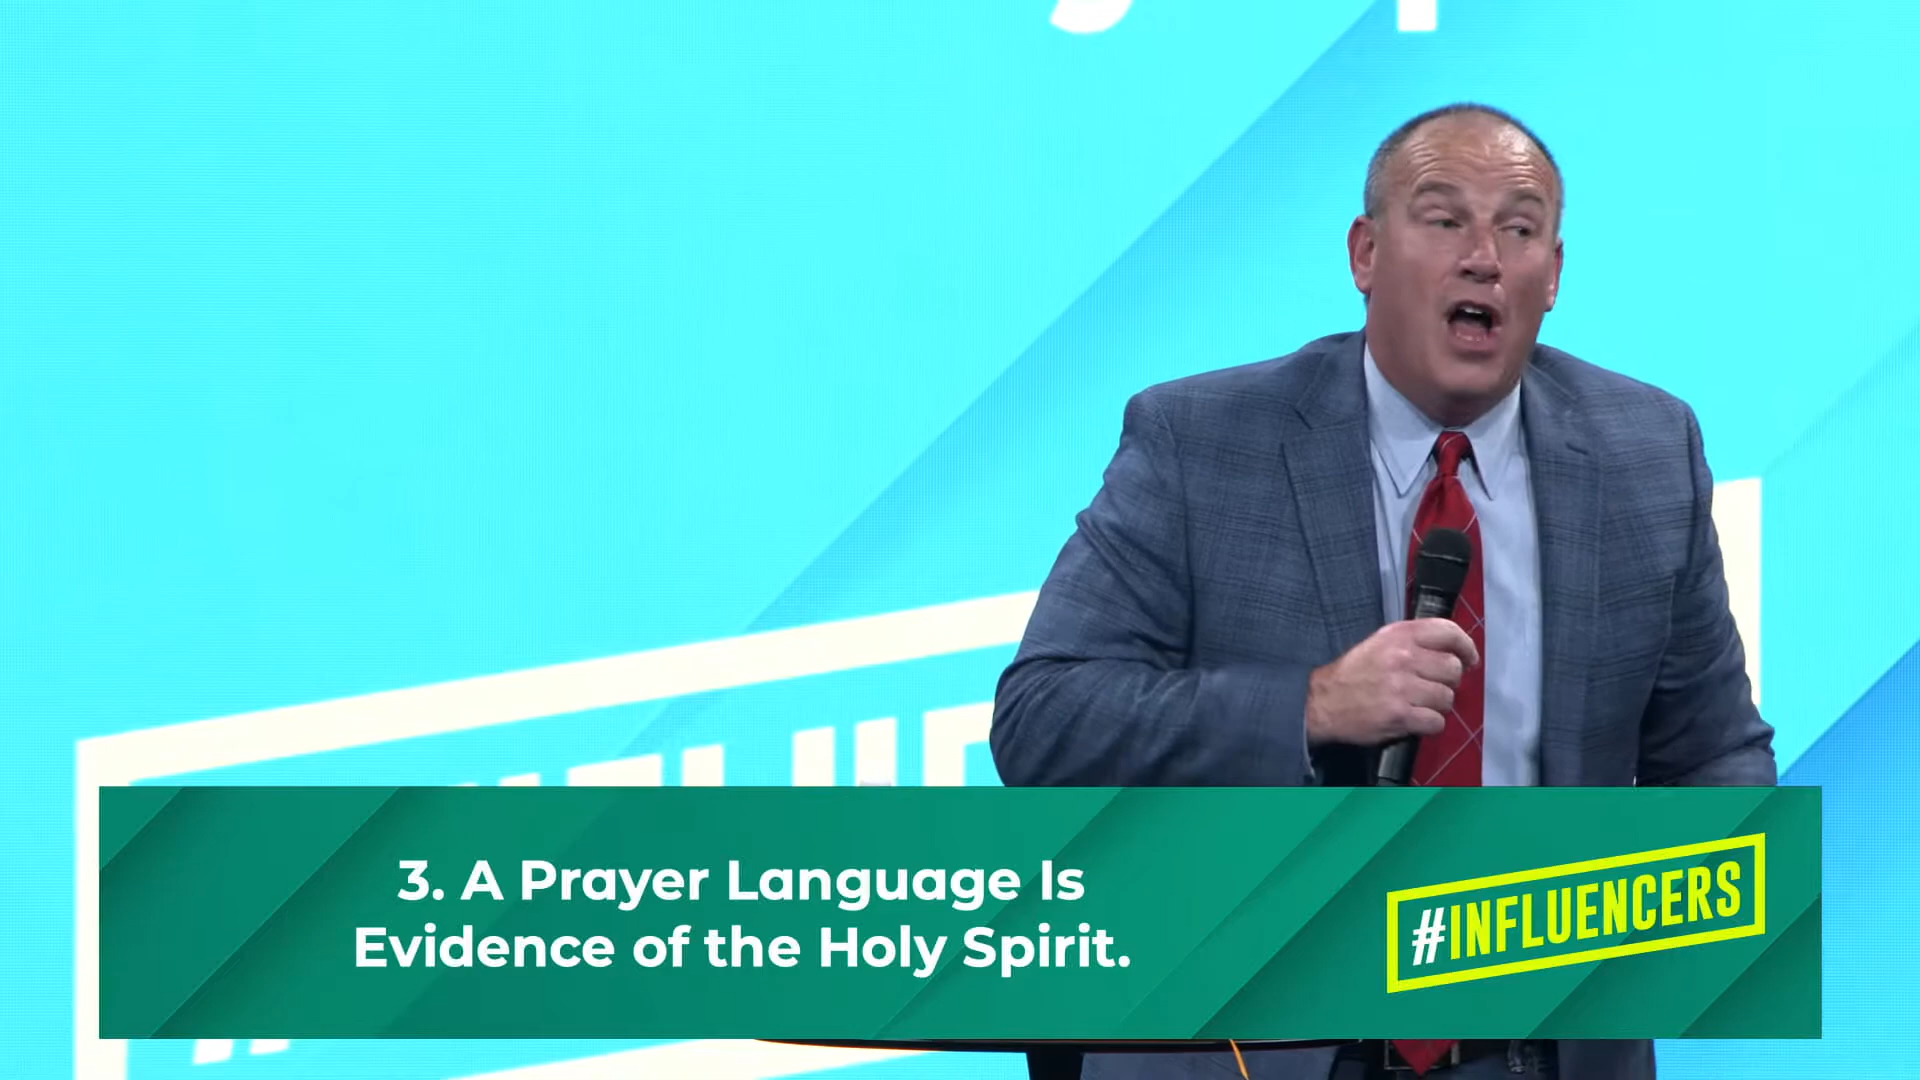 3. A Prayer Language Is
Evidence of the Holy Spirit.
#INFLUENCERS